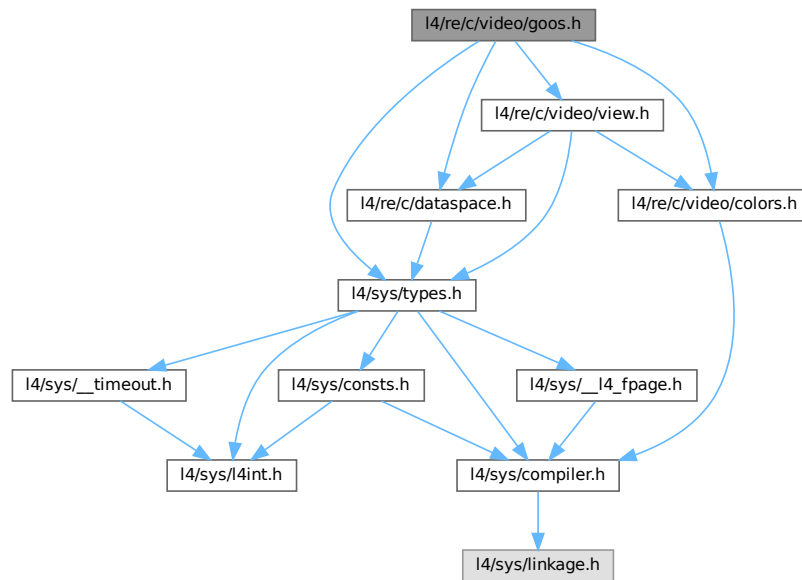 l4/re/c/video/goos.h
l4/re/c/video/view.h
l4/re/c/dataspace.h
l4/re/c/video/colors.h
l4/sys/types.h
l4/sys/__timeout.h
l4/sys/consts.h
l4/sys/__l4_fpage.h
l4/sys/l4int.h
l4/sys/compiler.h
l4/sys/linkage.h